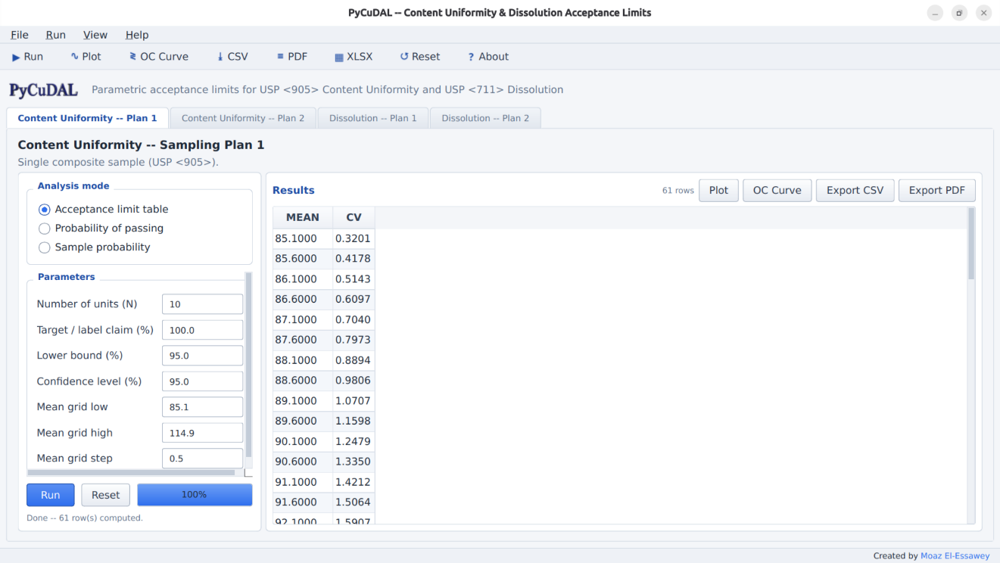 PyCuDAL -- Content Uniformity & Dissolution Acceptance Limits
File Run View Help
Run Plot OC Curve CSV PDF XLSX Reset ? About
PyCuDAL Parametric acceptance limits for USP <905> Content Uniformity and USP <711> Dissolution
Content Uniformity -- Plan 1 Content Uniformity -- Plan 2 Dissolution -- Plan 1 Dissolution -- Plan 2
Content Uniformity -- Sampling Plan 1
Single composite sample (USP <905>).
Analysis mode
Acceptance limit table
Probability of passing
Sample probability
Parameters
Number of units (N) 10
Target / label claim (%) 100.0
Lower bound (%) 95.0
Confidence level (%) 95.0
Mean grid low 85.1
Mean grid high 114.9
Mean grid step 0.5
Run Reset 100%
Done -- 61 row(s) computed.
Results 61 rows Plot OC Curve Export CSV Export PDF
MEAN CV
85.1000 0.3201
85.6000 0.4178
86.1000 0.5143
86.6000 0.6097
87.1000 0.7040
87.6000 0.7973
88.1000 0.8894
88.6000 0.9806
89.1000 1.0707
89.6000 1.1598
90.1000 1.2479
90.6000 1.3350
91.1000 1.4212
91.6000 1.5064
92.1000 1.5907
Created by Moaz El-Essawey